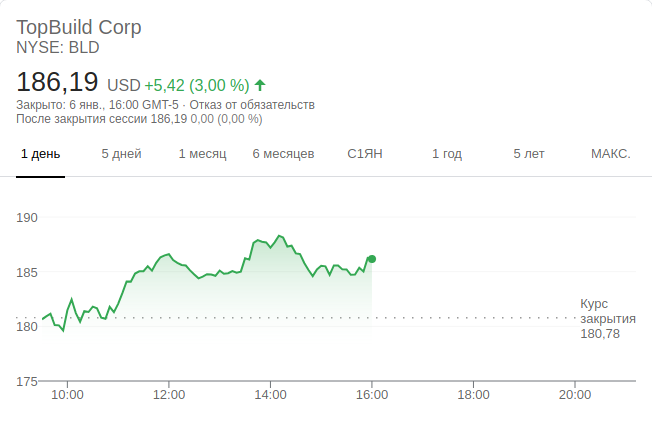 TopBuild Corp
NYSE: BLD
186,19 USD +5,42 (3,00 %)
Закрыто: 6 янв., 16:00 GMT-5 · Отказ от обязательств
После закрытия сессии 186,19 0,00 (0,00 %)
1 день 5 дней 1 месяц 6 месяцев С1ЯН 1 год 5 лет МАКС.
190
185
Курс
закрытия
180,78
180
175
10:00 12:00 14:00 16:00 18:00 20:00